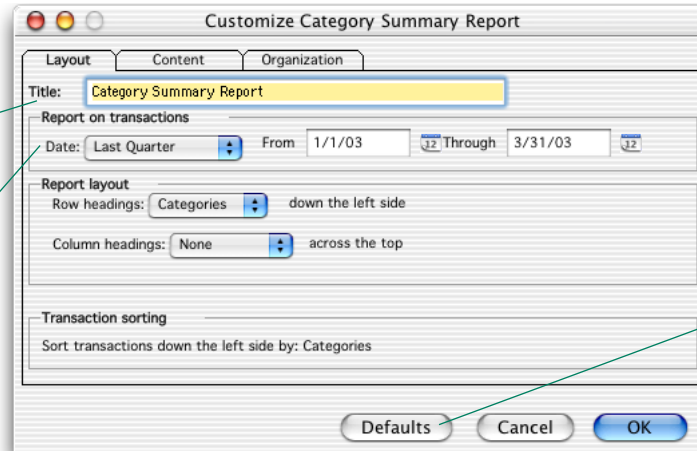 Customize Category Summary Report
Layout Content Organization
Title: Category Summary Report
Report on transactions
Date: Last Quarter From 1/1/03 12 Through 3/31/03 12
Report layout
Row headings: Categories down the left side
Column headings: None across the top
Transaction sorting
Sort transactions down the left side by: Categories
Defaults Cancel OK